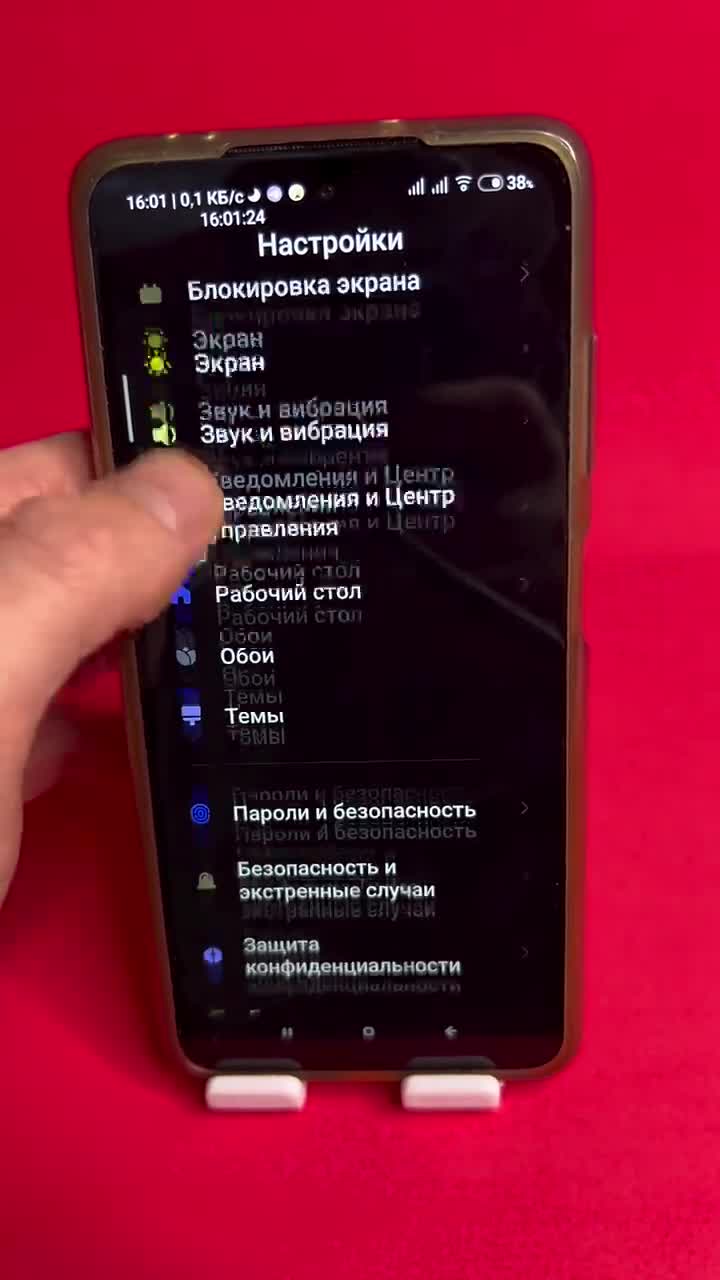 16:01 | 0,1 КБ/с 38%
16:01:24
Настройки
Блокировка экрана
Экран
Звук и вибрация
ведомления и Центр
правления
Рабочий стол
Обои
Темы
Пароли и безопасность
Безопасность и
экстренные случаи
Защита
конфиденциальности